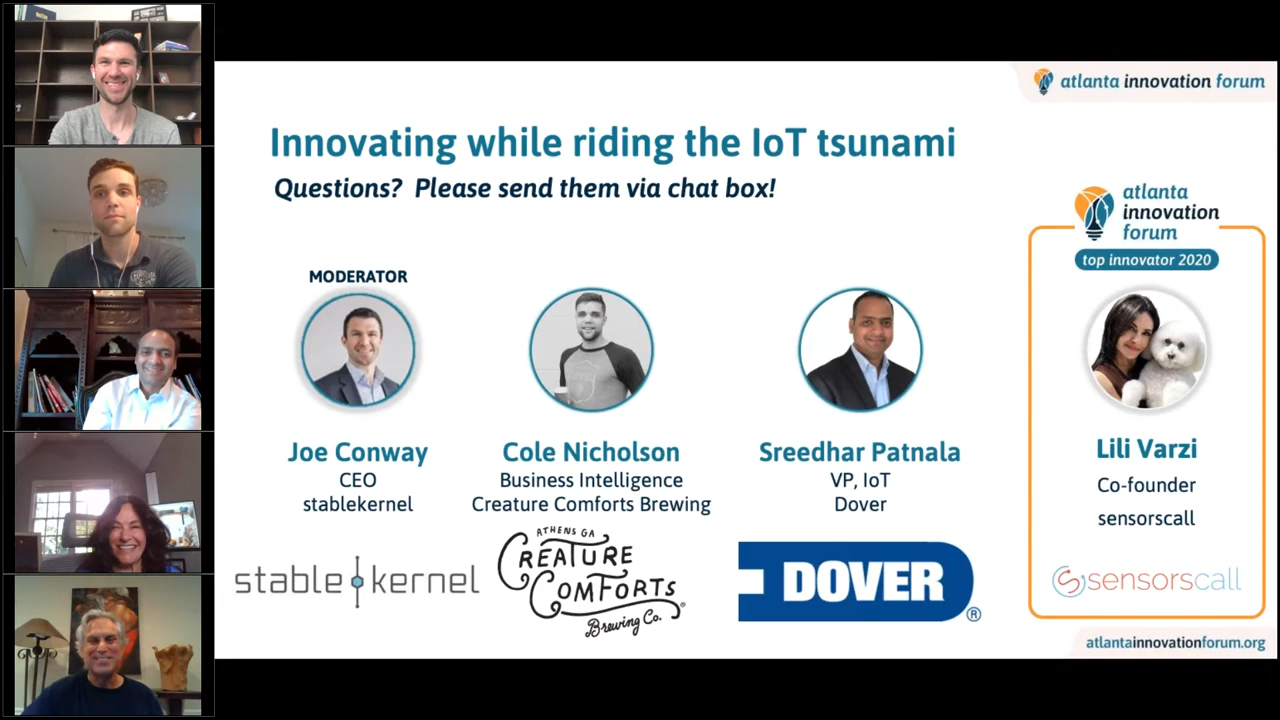 atlanta innovation forum
Innovating while riding the IoT tsunami
Questions? Please send them via chat box!
atlanta
innovation
forum
top innovator 2020
MODERATOR
Joe Conway
CEO
stablekernel
stable kernel
Cole Nicholson
Business Intelligence
Creature Comforts Brewing
ATHENS GA
CREATURE
COMFORTS
Brewing Co.
®
Sreedhar Patnala
VP, IoT
Dover
DOVER
®
Lili Varzi
Co-founder
sensorscall
sensorscall
atlantainnovationforum.org